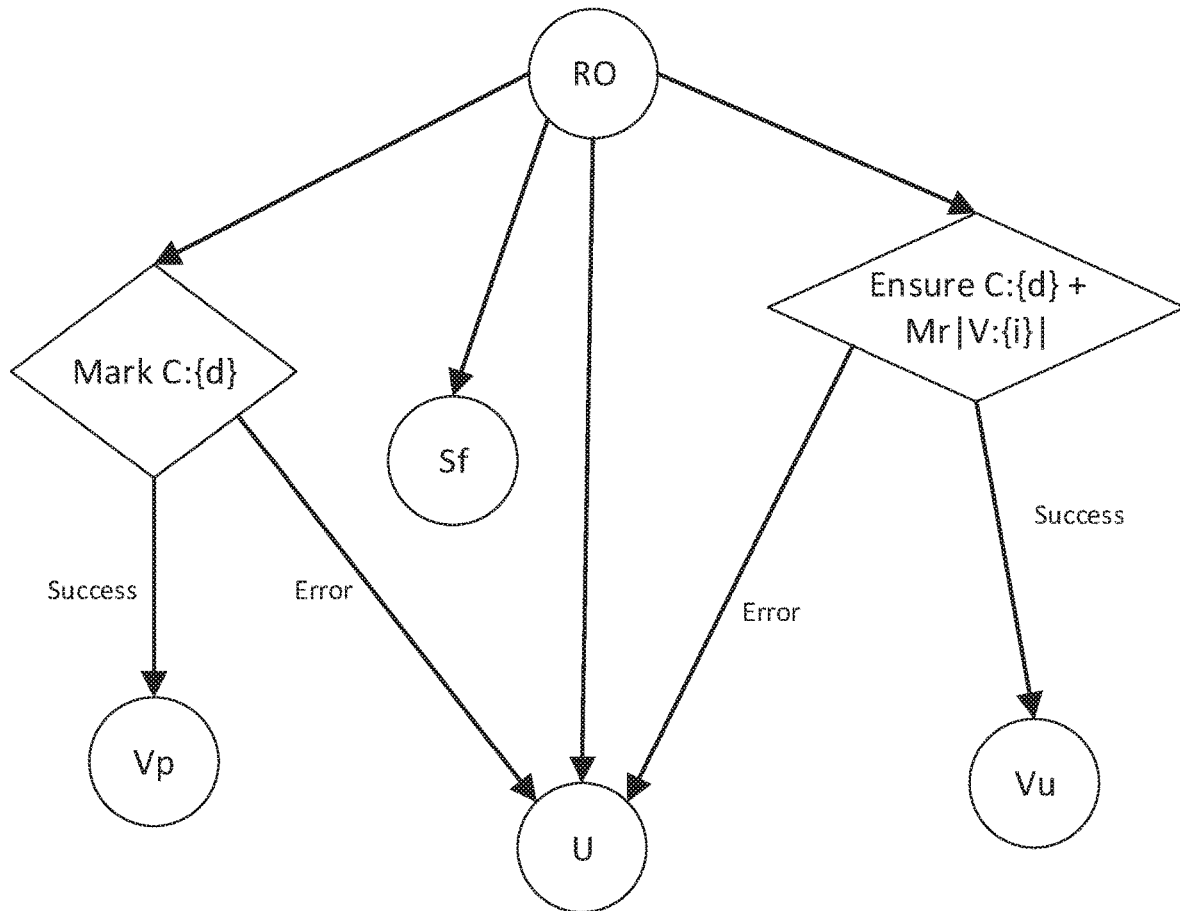 RO
Ensure C:{d} +
Mr|V:{i}|
Mark C:{d}
Sf
Success
Success
Error
Error
Vp
Vu
U